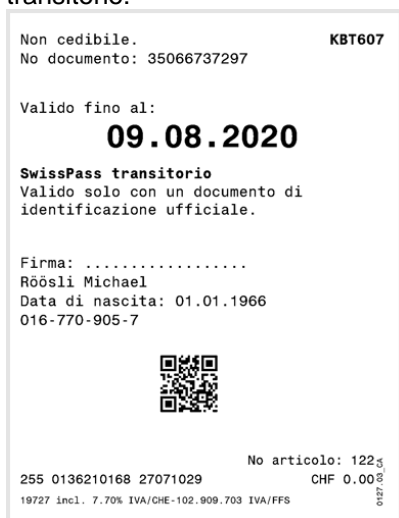 transitorio:
Non cedibile. KBT607
No documento: 35066737297
Valido fino al:
09.08.2020
SwissPass transitorio
Valido solo con un documento di
identificazione ufficiale.
Firma: ..................
Röösli Michael
Data di nascita: 01.01.1966
016-770-905-7
No articolo: 122
255 0136210168 27071029 CHF 0.00
19727 incl. 7.70% IVA/CHE-102.909.703 IVA/FFS
0127.03_CA